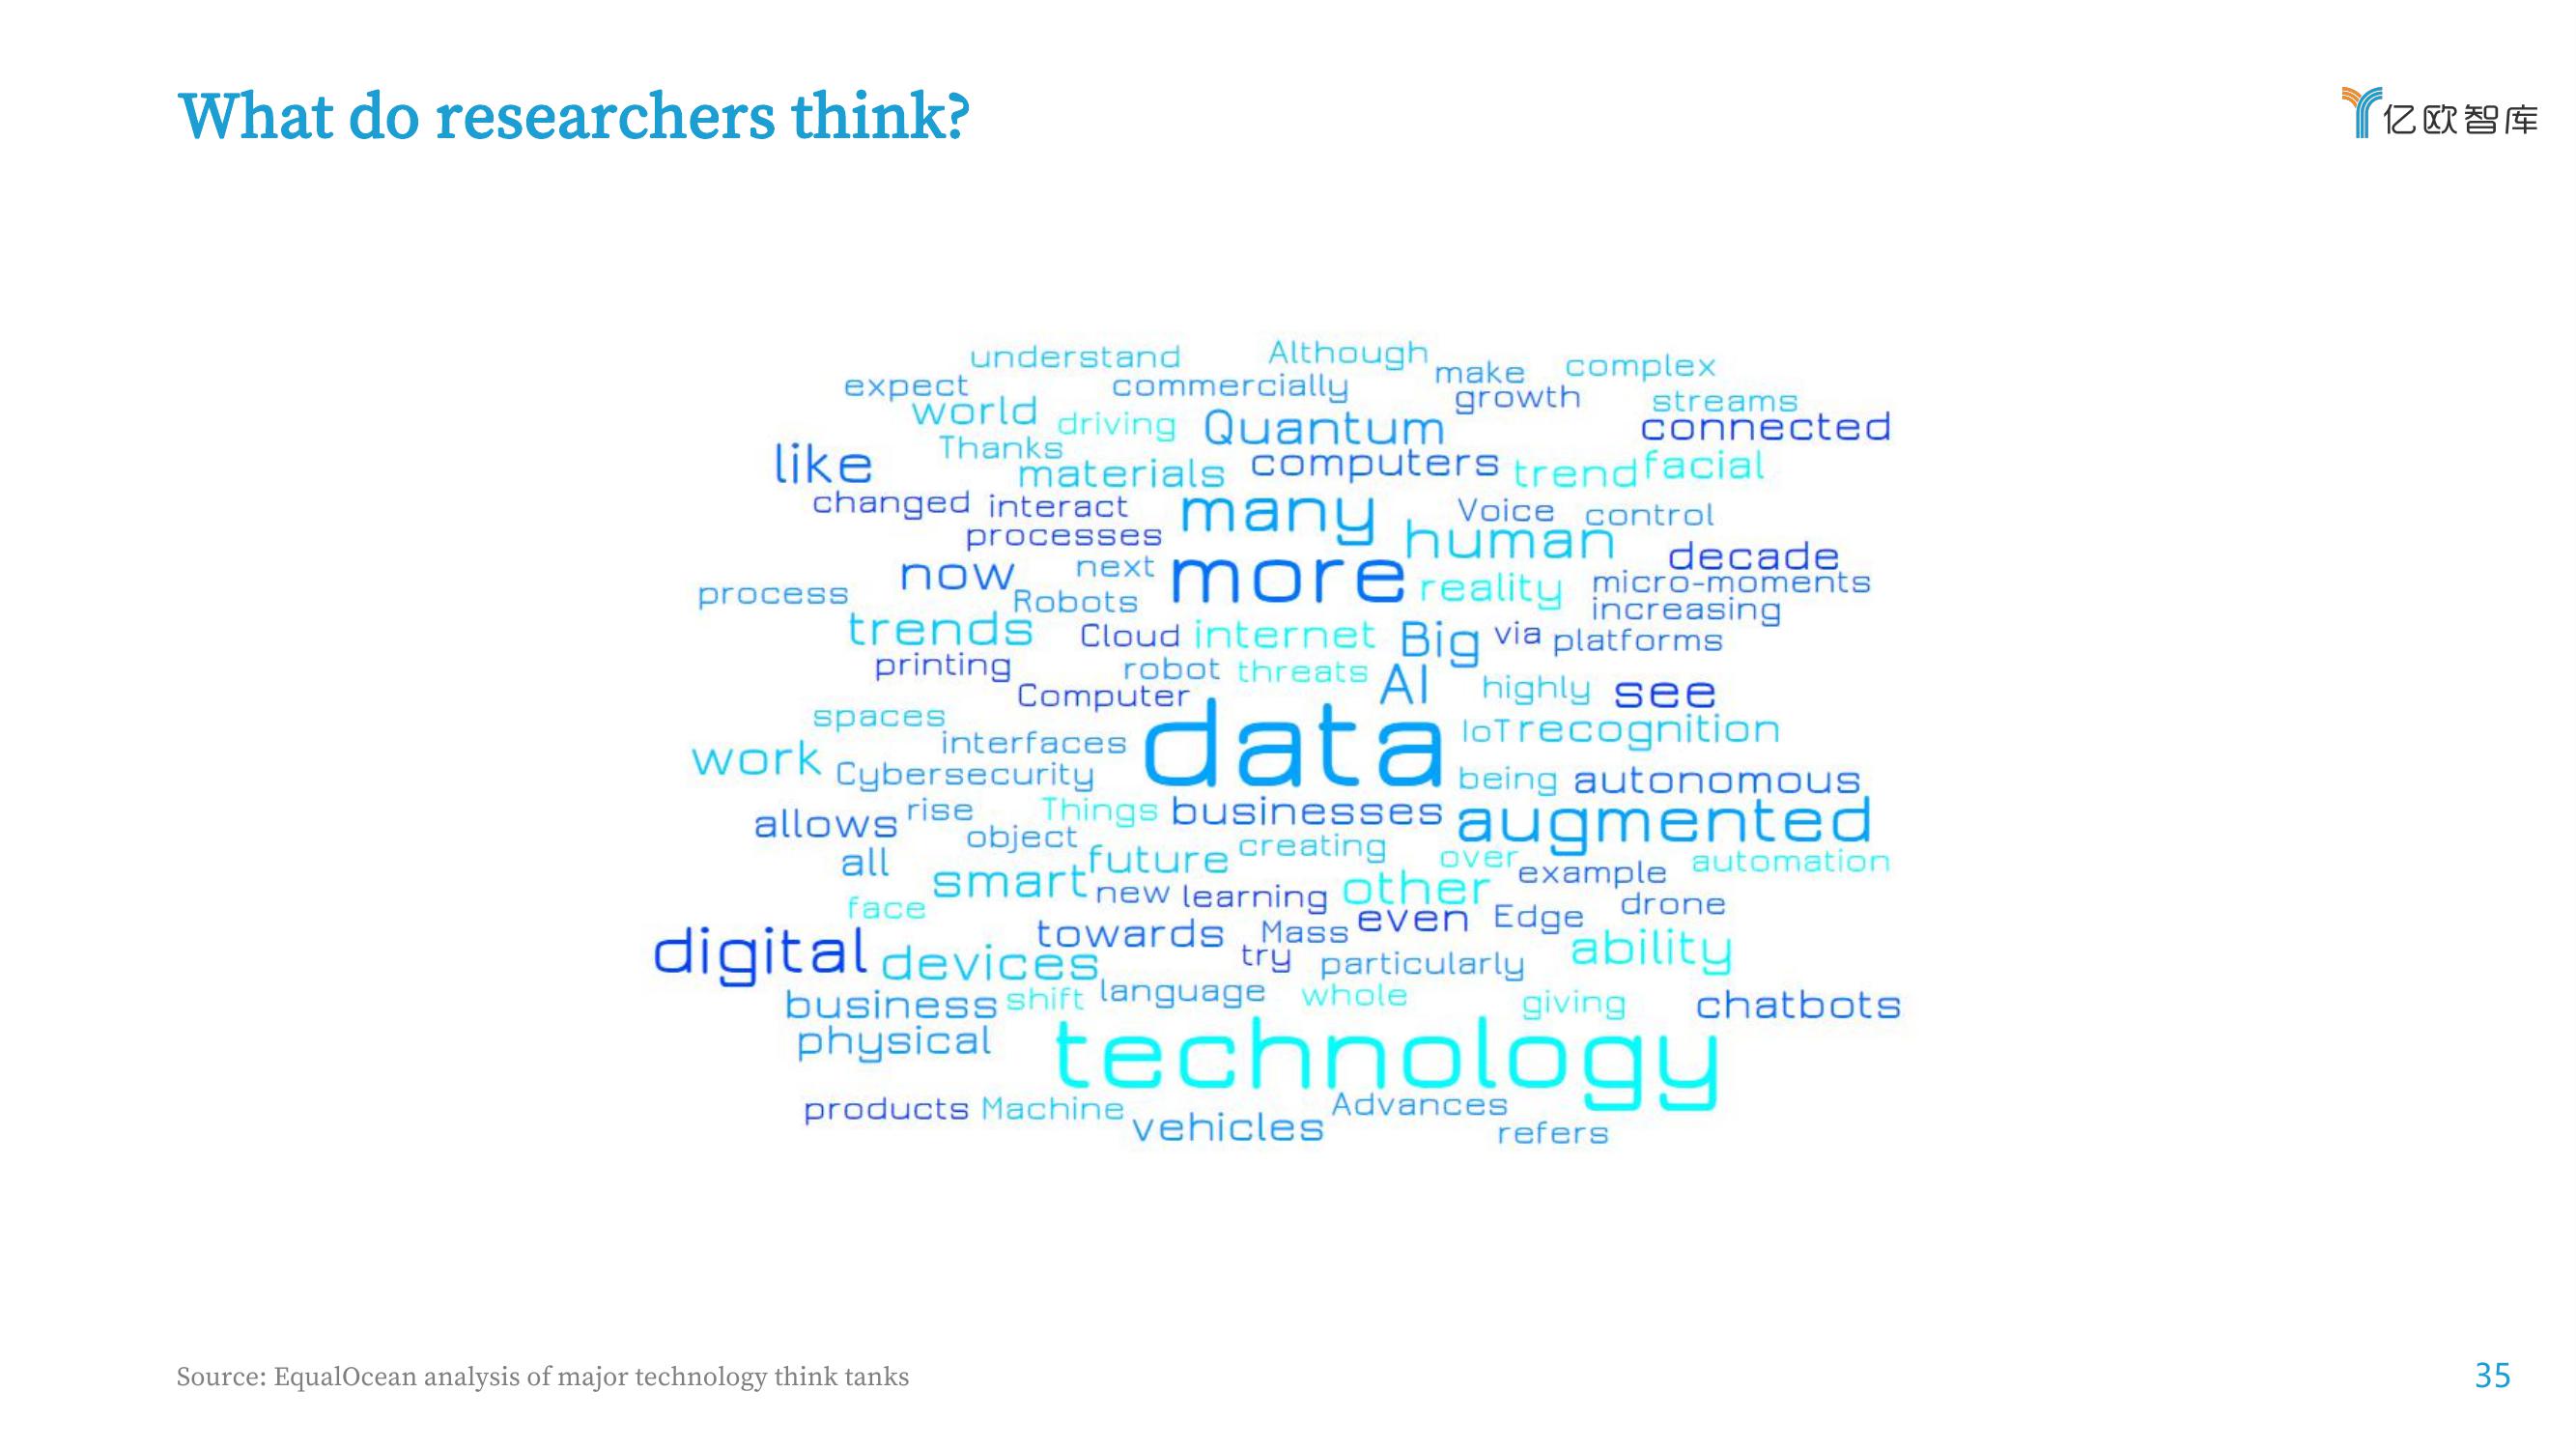 What do researchers think?
亿欧智库
understand Although make complex
expect commercially growth streams
world driving Quantum connected
like Thanks materials computers trend facial
changed interact many Voice control
processes human decade
process now next more reality micro-moments
Robots increasing
trends Cloud internet Big via platforms
printing robot threats AI highly see
Computer
spaces data IoT recognition
work interfaces
Cybersecurity being autonomous
allows rise Things businesses augmented
object
all future creating over example automation
smart new learning other
face even Edge drone
digital devices towards Mass ability
try particularly
business shift language whole giving chatbots
physical technology
products Machine vehicles Advances
refers
Source: EqualOcean analysis of major technology think tanks
35